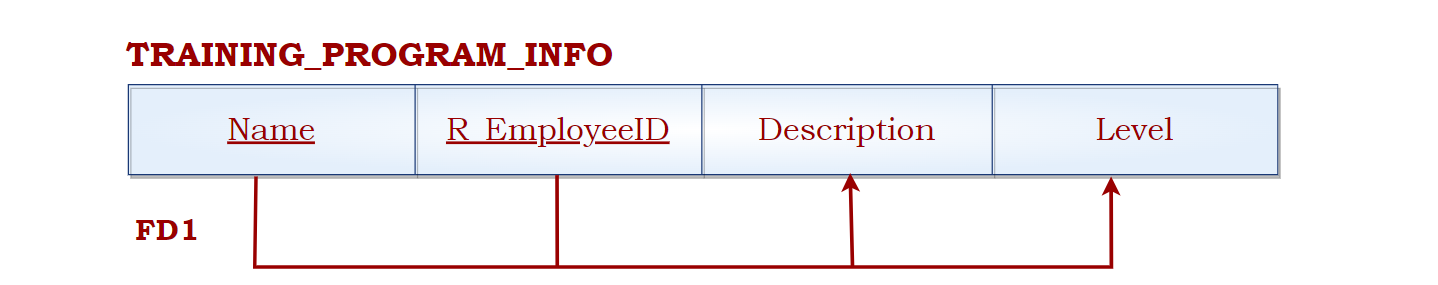 TRAINING_PROGRAM_INFO
Name R_EmployeeID Description Level
FD1